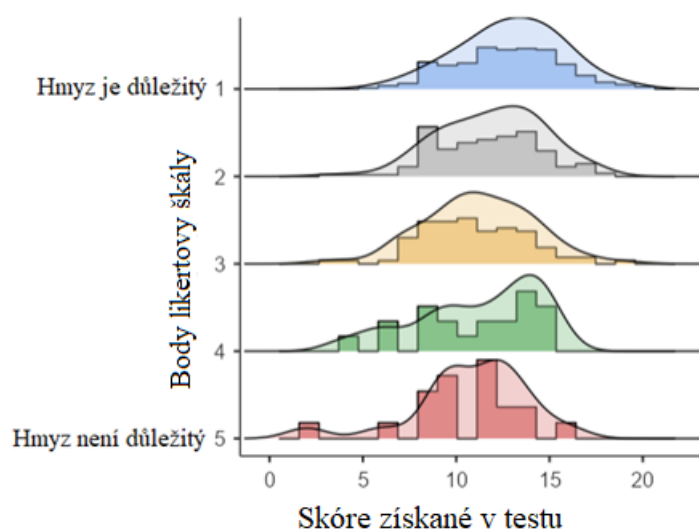 Hmyz je důležitý 1
2
Body likertovy škály
3
4
Hmyz není důležitý 5
0 5 10 15 20
Skóre získané v testu